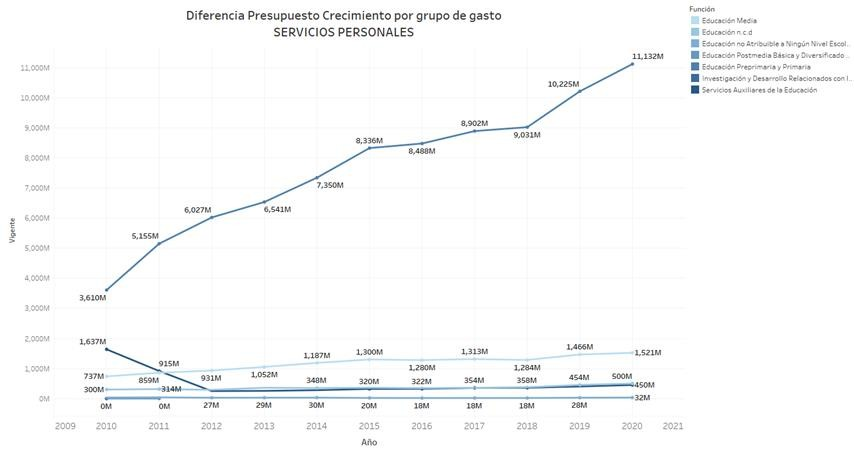 Diferencia Presupuesto Crecimiento por grupo de gasto
SERVICIOS PERSONALES
Función
Educación Media
Educación n.c.d
Educación no Atribuible a Ningún Nivel Escol..
Educación Postmedia Básica y Diversificado ..
Educación Preprimaria y Primaria
Investigación y Desarrollo Relacionados con l..
Servicios Auxiliares de la Educación
Vigente
11,000M
10,000M
9,000M
8,000M
7,000M
6,000M
5,000M
4,000M
3,000M
2,000M
1,000M
0M
3,610M
5,155M
6,027M
6,541M
7,350M
8,336M
8,488M
8,902M
9,031M
10,225M
11,132M
1,637M
915M
737M
859M
931M
1,052M
1,187M
1,300M
1,280M
1,313M
1,284M
1,466M
1,521M
300M
314M
348M
320M
322M
354M
358M
454M
500M
450M
0M
0M
27M
29M
30M
20M
18M
18M
18M
28M
32M
2009
2010
2011
2012
2013
2014
2015
2016
2017
2018
2019
2020
2021
Año